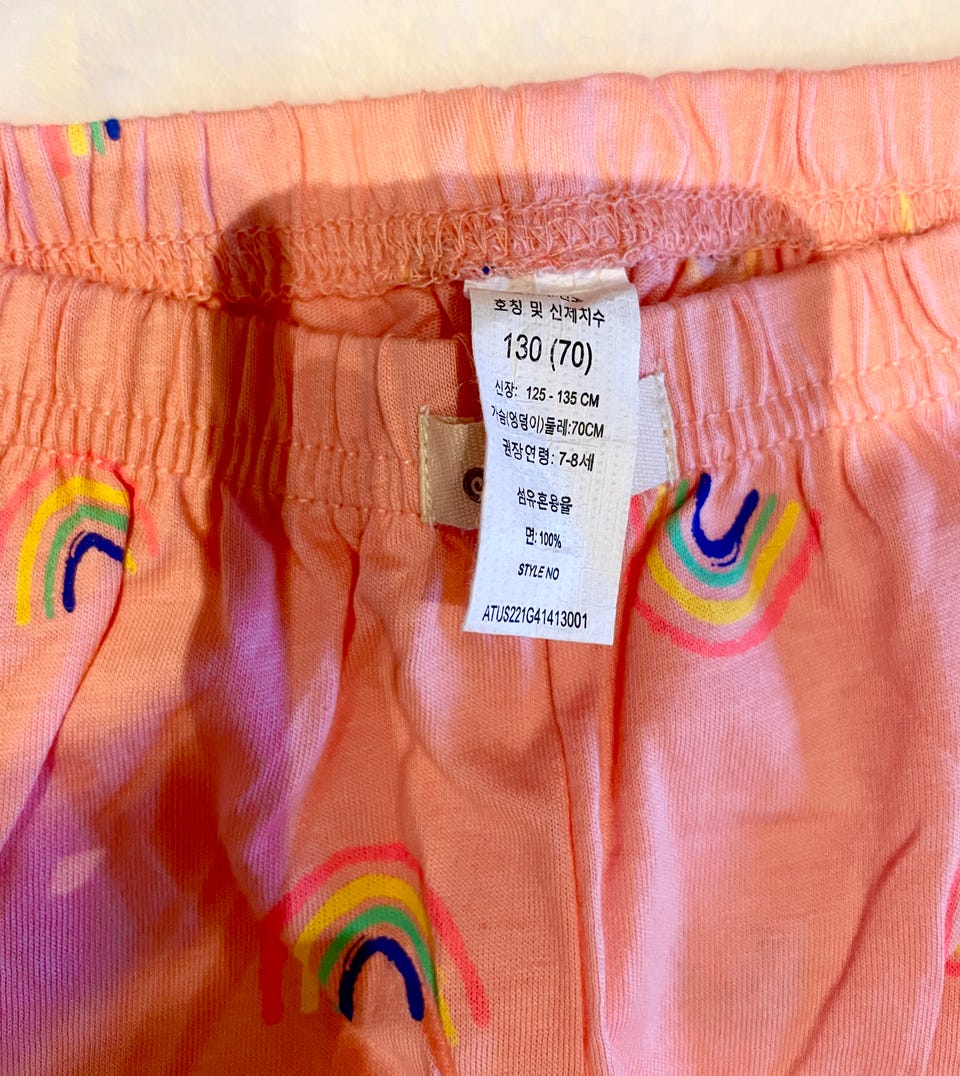 호칭 및 신체치수
130 (70)
신장: 125 - 135 CM
가슴(엉덩이)둘레:70CM
권장연령: 7-8세
섬유혼용율
면:100%
STYLE NO
ATUS221G41413001